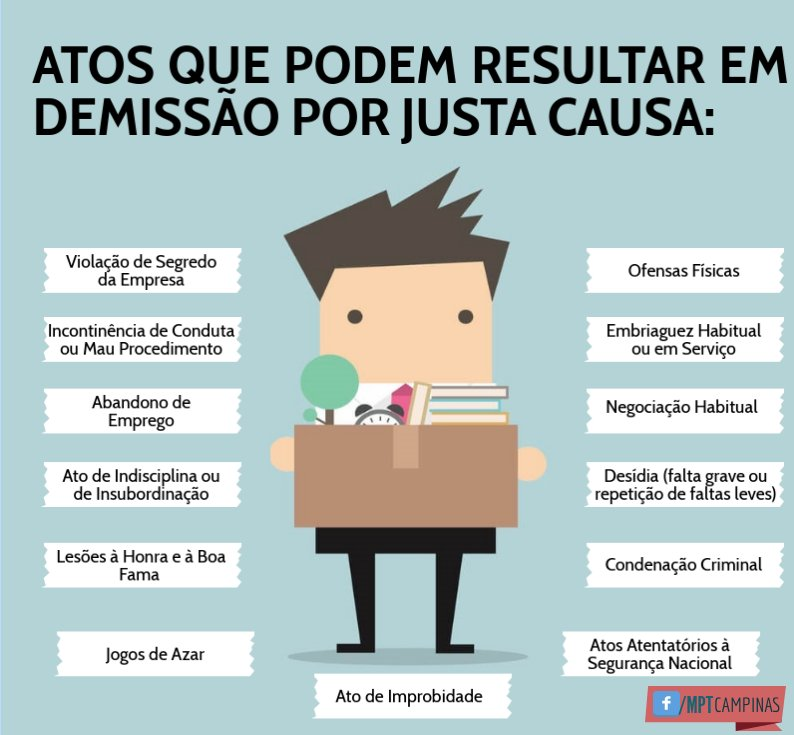 ATOS QUE PODEM RESULTAR EM
DEMISSÃO POR JUSTA CAUSA:
Violação de Segredo
da Empresa
Incontinência de Conduta
ou Mau Procedimento
Abandono de
Emprego
Ato de Indisciplina ou
de Insubordinação
Lesões à Honra e à Boa
Fama
Jogos de Azar
Ofensas Físicas
Embriaguez Habitual
ou em Serviço
Negociação Habitual
Desídia (falta grave ou
repetição de faltas leves)
Condenação Criminal
Atos Atentatórios à
Segurança Nacional
Ato de Improbidade
f /MPTCAMPINAS